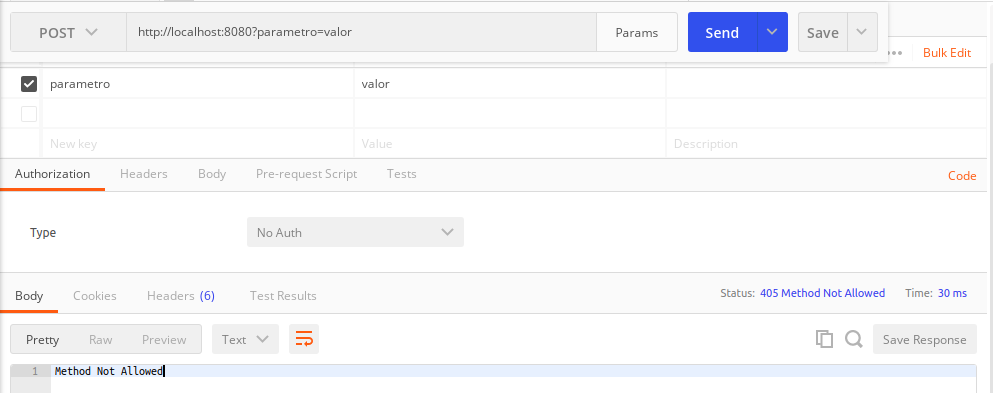 POST http://localhost:8080?parametro=valor Params Send Save
••• Bulk Edit
parametro valor
New key Value Description
Authorization Headers Body Pre-request Script Tests Code
Type No Auth
Body Cookies Headers (6) Test Results Status: 405 Method Not Allowed Time: 30 ms
Pretty Raw Preview Text Save Response
1 Method Not Allowed